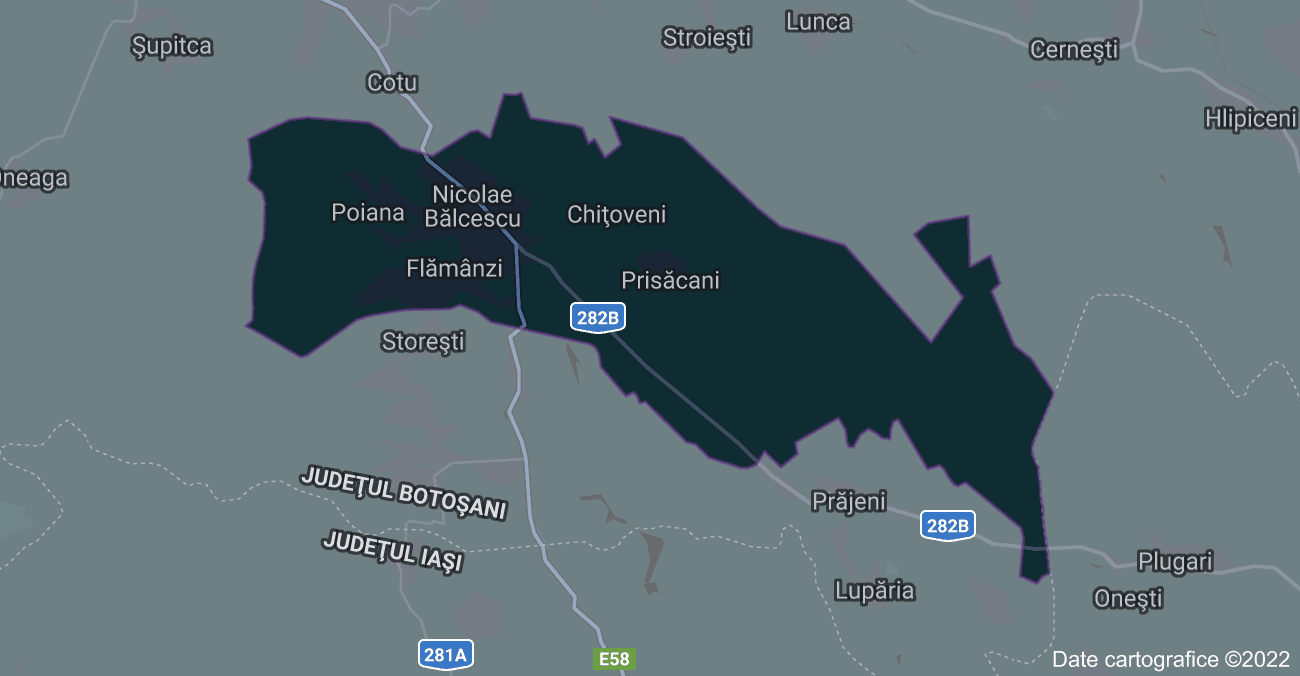 Lunca
Şupitca
Stroieşti
Cerneşti
Cotu
Hlipiceni
neaga
Nicolae
Bălcescu
Poiana
Chiţoveni
Flămânzi
Prisăcani
282B
Storeşti
JUDEŢUL BOTOŞANI
Prăjeni
282B
JUDEŢUL IAŞI
Plugari
Lupăria
Oneşti
281A
E58
Date cartografice ©2022